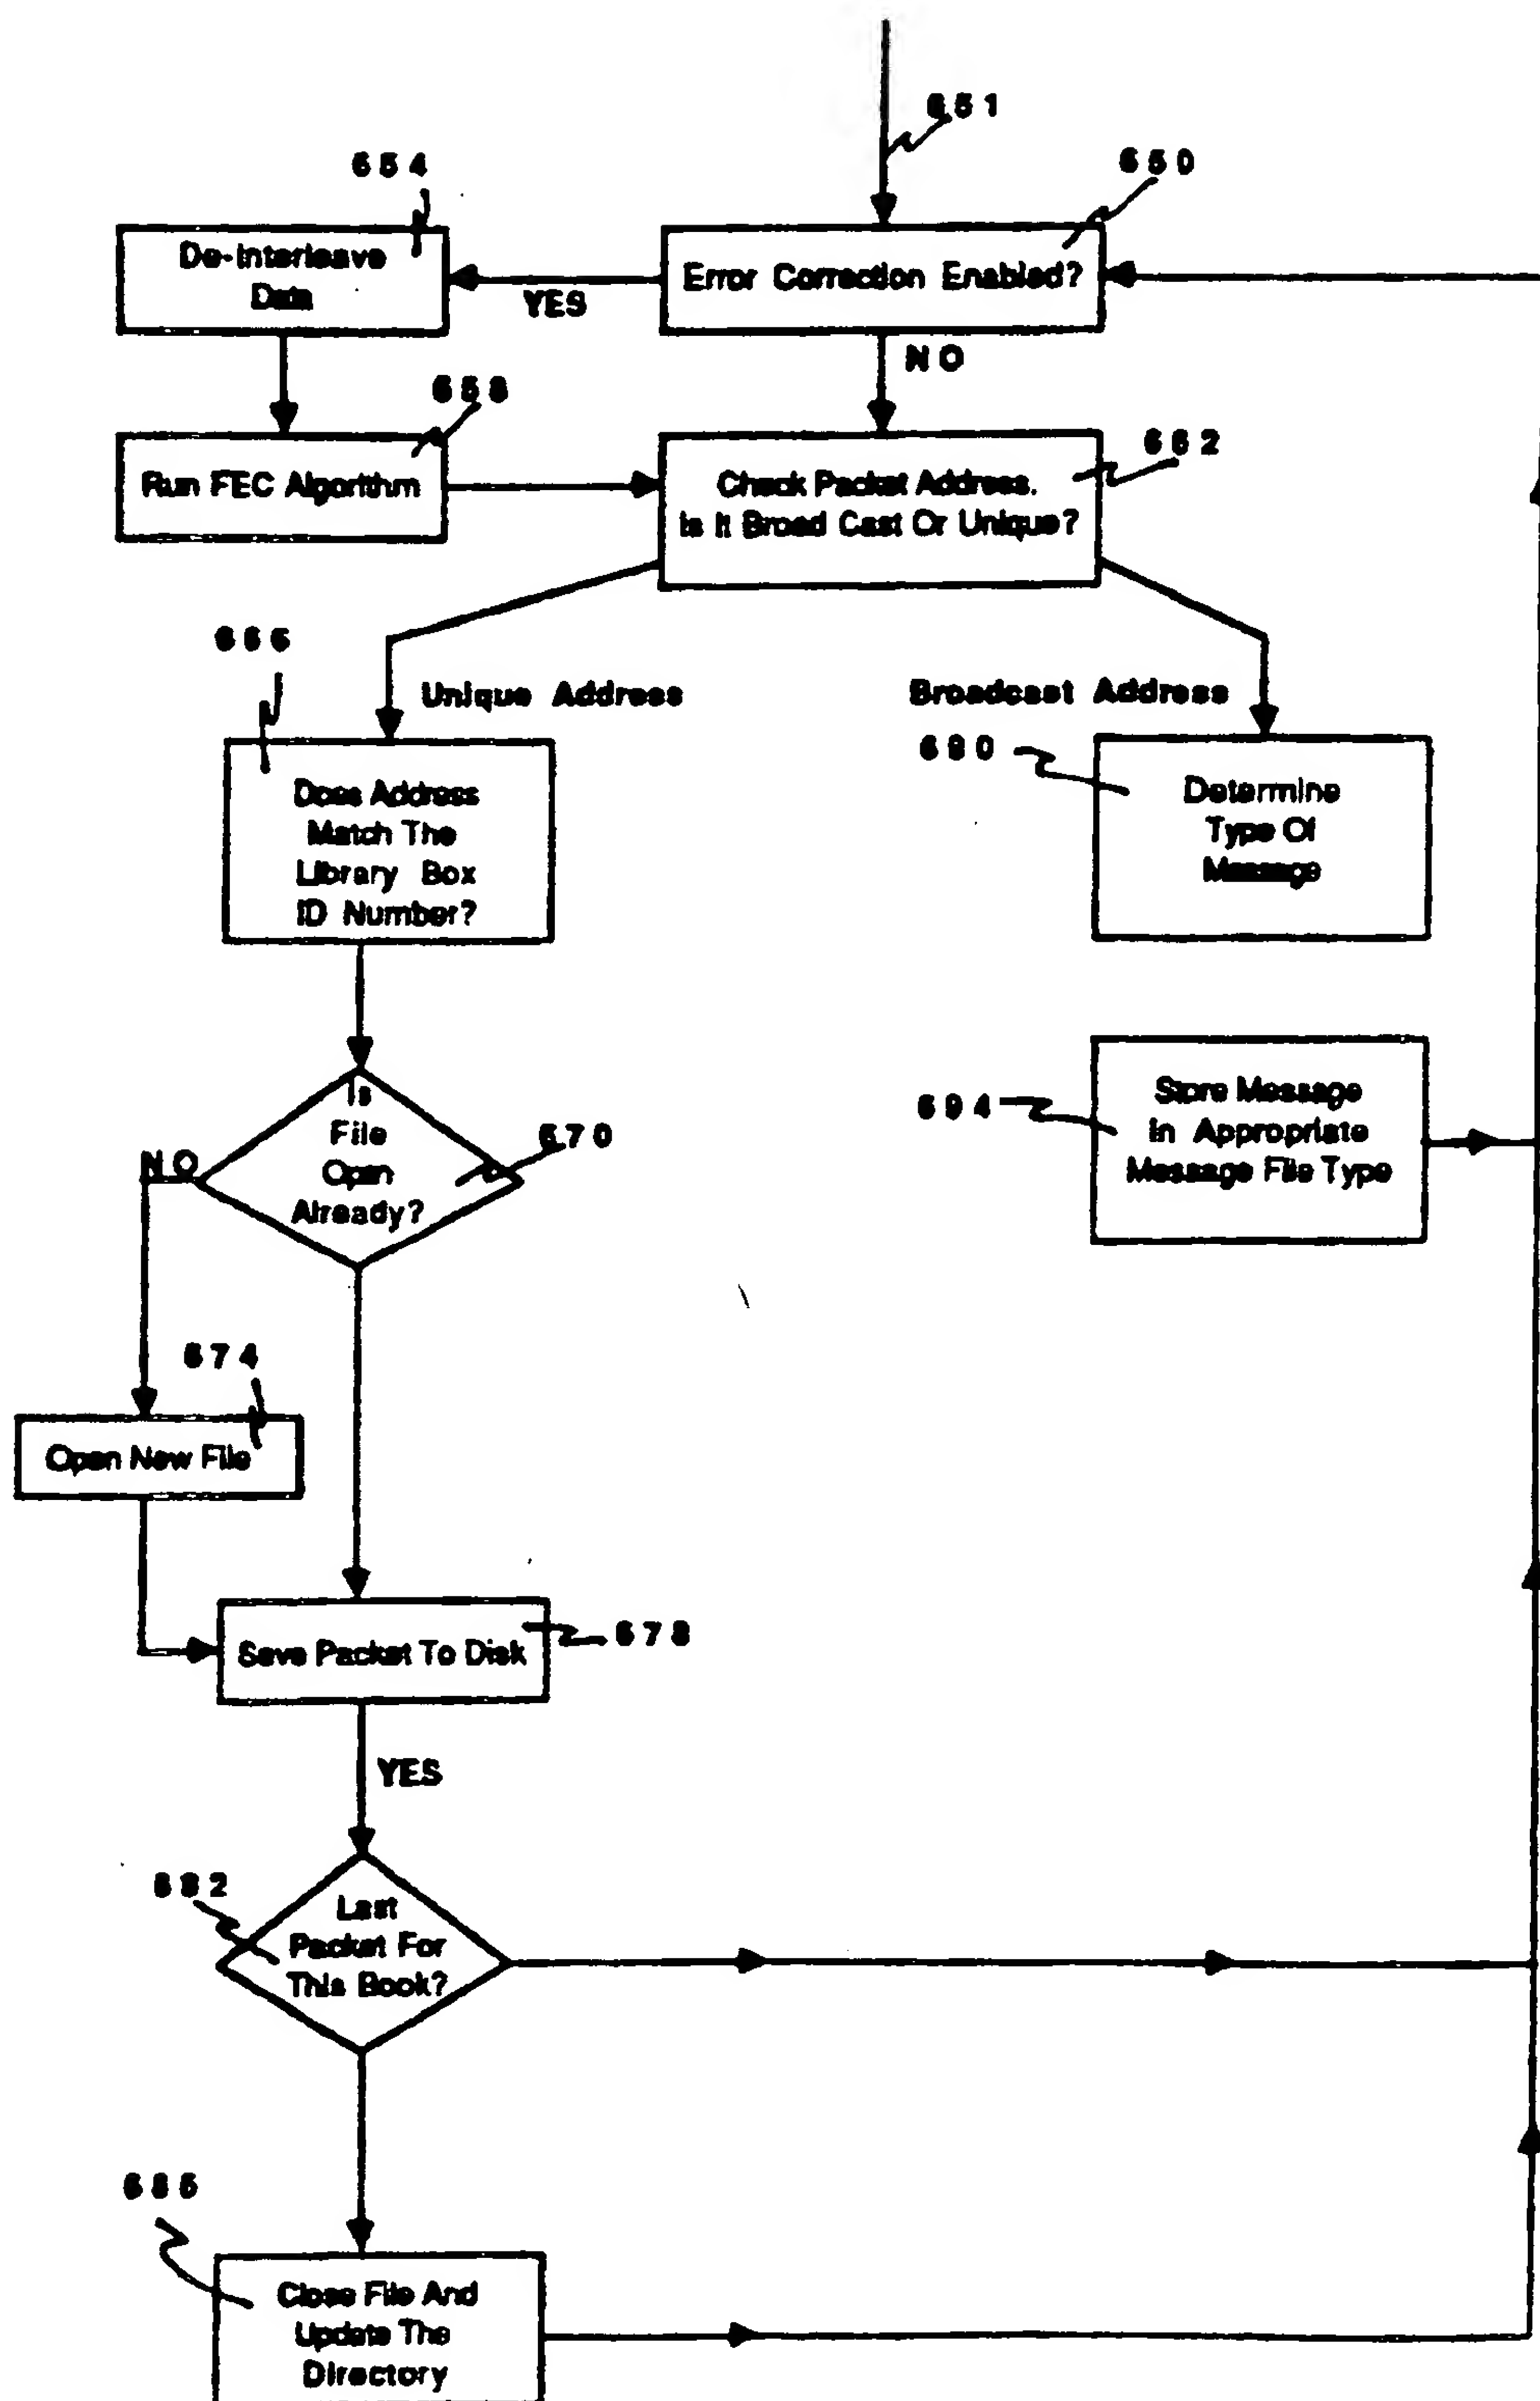 651
650
654
De-Interleave
Data
Error Correction Enabled?
YES
NO
658
Run FEC Algorithm
662
Check Packet Address.
Is It Broad Cast Or Unique?
666
Unique Address
Broadcast Address
690
Does Address
Match The
Library Box
ID Number?
Determine
Type Of
Message
Is
File
Open
Already?
670
NO
694
Store Message
In Appropriate
Message File Type
674
Open New File
Save Packet To Disk
678
YES
682
Last
Packet For
This Book?
Close File And
Update The
Directory